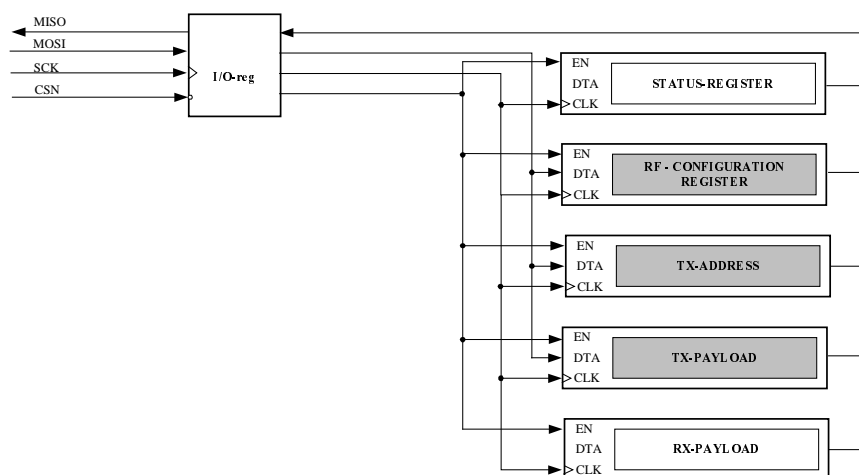 MISO
MOSI
SCK
CSN
I/O-reg
EN
DTA
CLK
STATUS-REGISTER
EN
DTA
CLK
RF - CONFIGURATION
REGISTER
EN
DTA
CLK
TX-ADDRESS
EN
DTA
CLK
TX-PAYLOAD
EN
DTA
CLK
RX-PAYLOAD